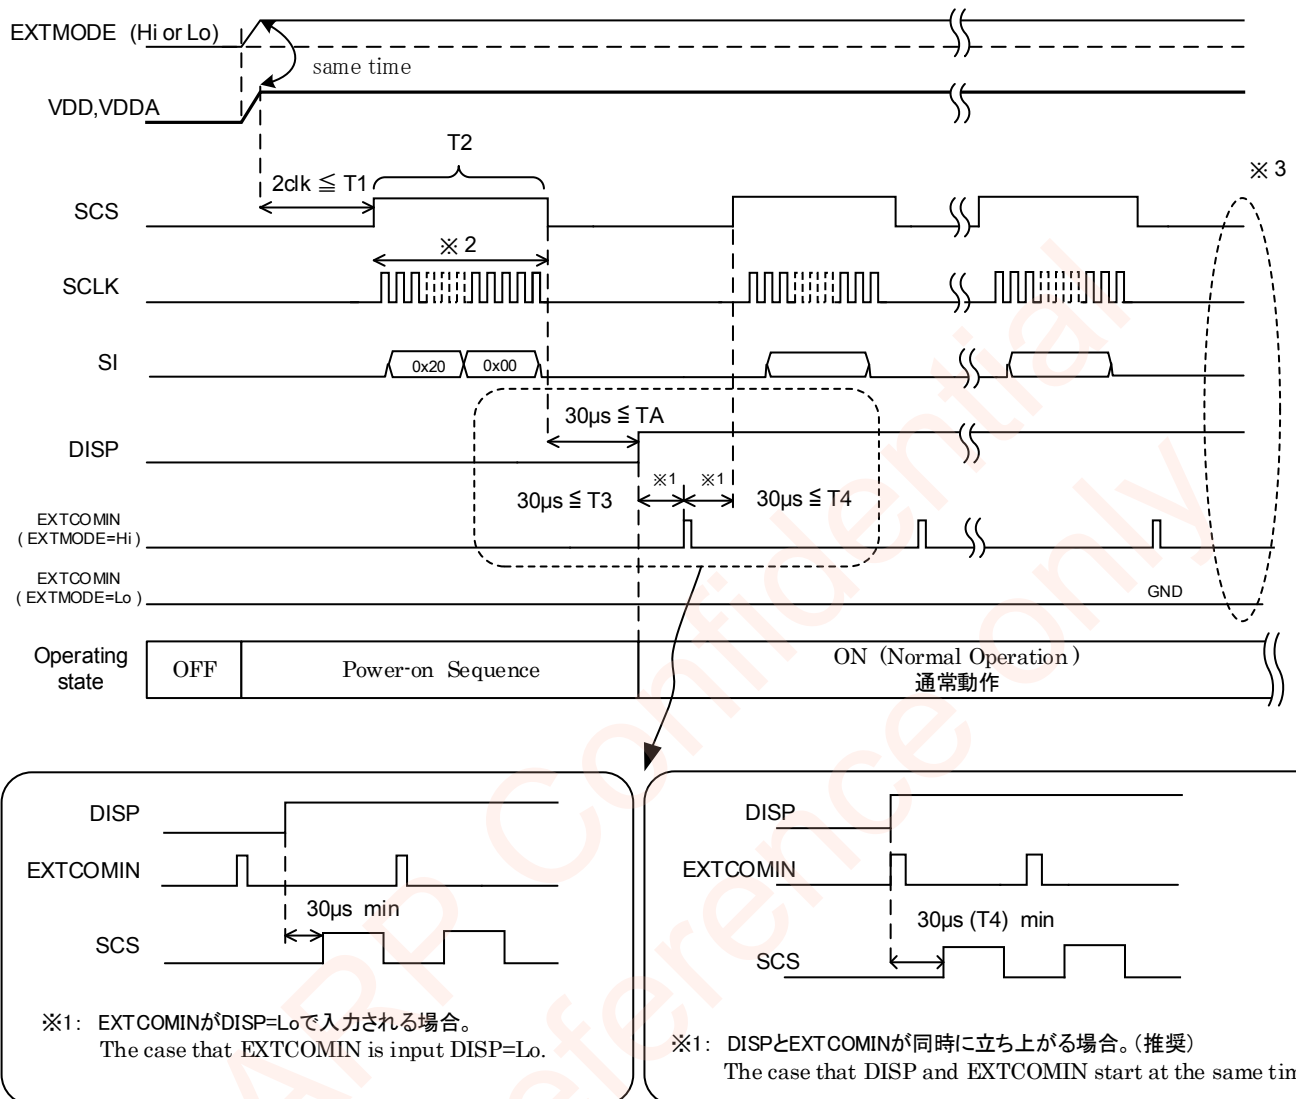 EXTMODE (Hi or Lo)
same time
VDD,VDDA
T2
2clk ≦ T1
※ 3
SCS
※ 2
SCLK
SI
0x20
0x00
30µs ≦ TA
DISP
※1
※1
30µs ≦ T3
30µs ≦ T4
EXTCOMIN
( EXTMODE=Hi )
EXTCOMIN
( EXTMODE=Lo )
GND
Operating
state
OFF
Power-on Sequence
ON (Normal Operation )
通常動作
DISP
EXTCOMIN
30µs min
SCS
※1: EXTCOMINがDISP=Loで入力される場合。
The case that EXTCOMIN is input DISP=Lo.
DISP
EXTCOMIN
30µs (T4) min
SCS
※1: DISPとEXTCOMINが同時に立ち上がる場合。(推奨)
The case that DISP and EXTCOMIN start at the same
ARP Confidential
ference only